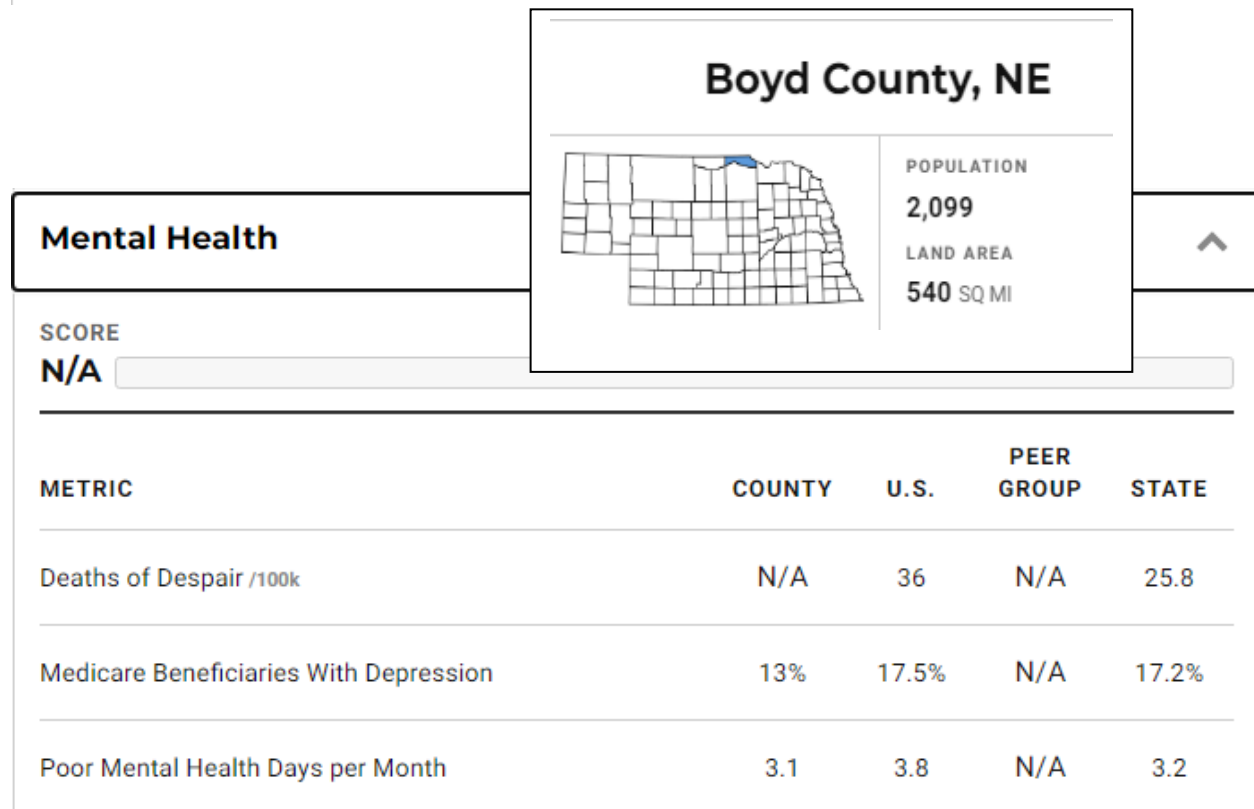 Boyd County, NE
POPULATION
2,099
LAND AREA
540 SQ MI
Mental Health
SCORE
N/A
METRIC COUNTY U.S. PEER GROUP STATE
Deaths of Despair /100k N/A 36 N/A 25.8
Medicare Beneficiaries With Depression 13% 17.5% N/A 17.2%
Poor Mental Health Days per Month 3.1 3.8 N/A 3.2